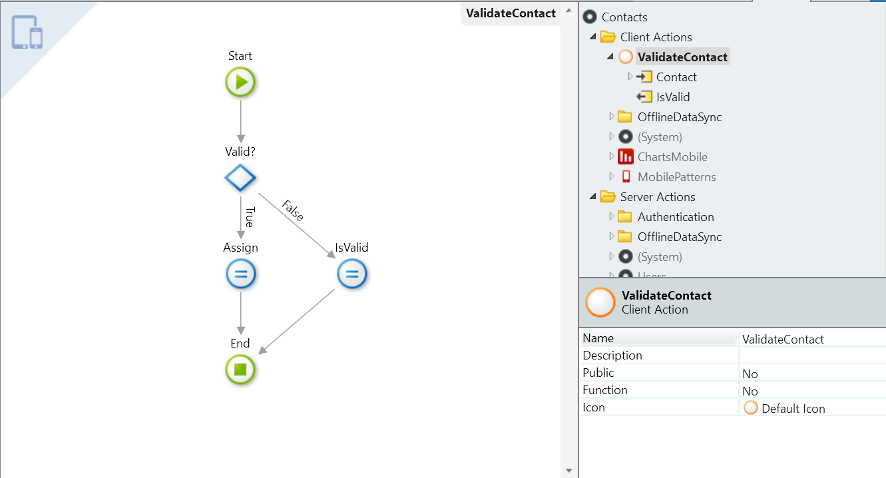 ValidateContact
Start
Valid?
True
False
Assign
IsValid
End
Contacts
Client Actions
ValidateContact
Contact
IsValid
OfflineDataSync
(System)
ChartsMobile
MobilePatterns
Server Actions
Authentication
OfflineDataSync
(System)
Users
ValidateContact
Client Action
Name ValidateContact
Description
Public No
Function No
Icon Default Icon